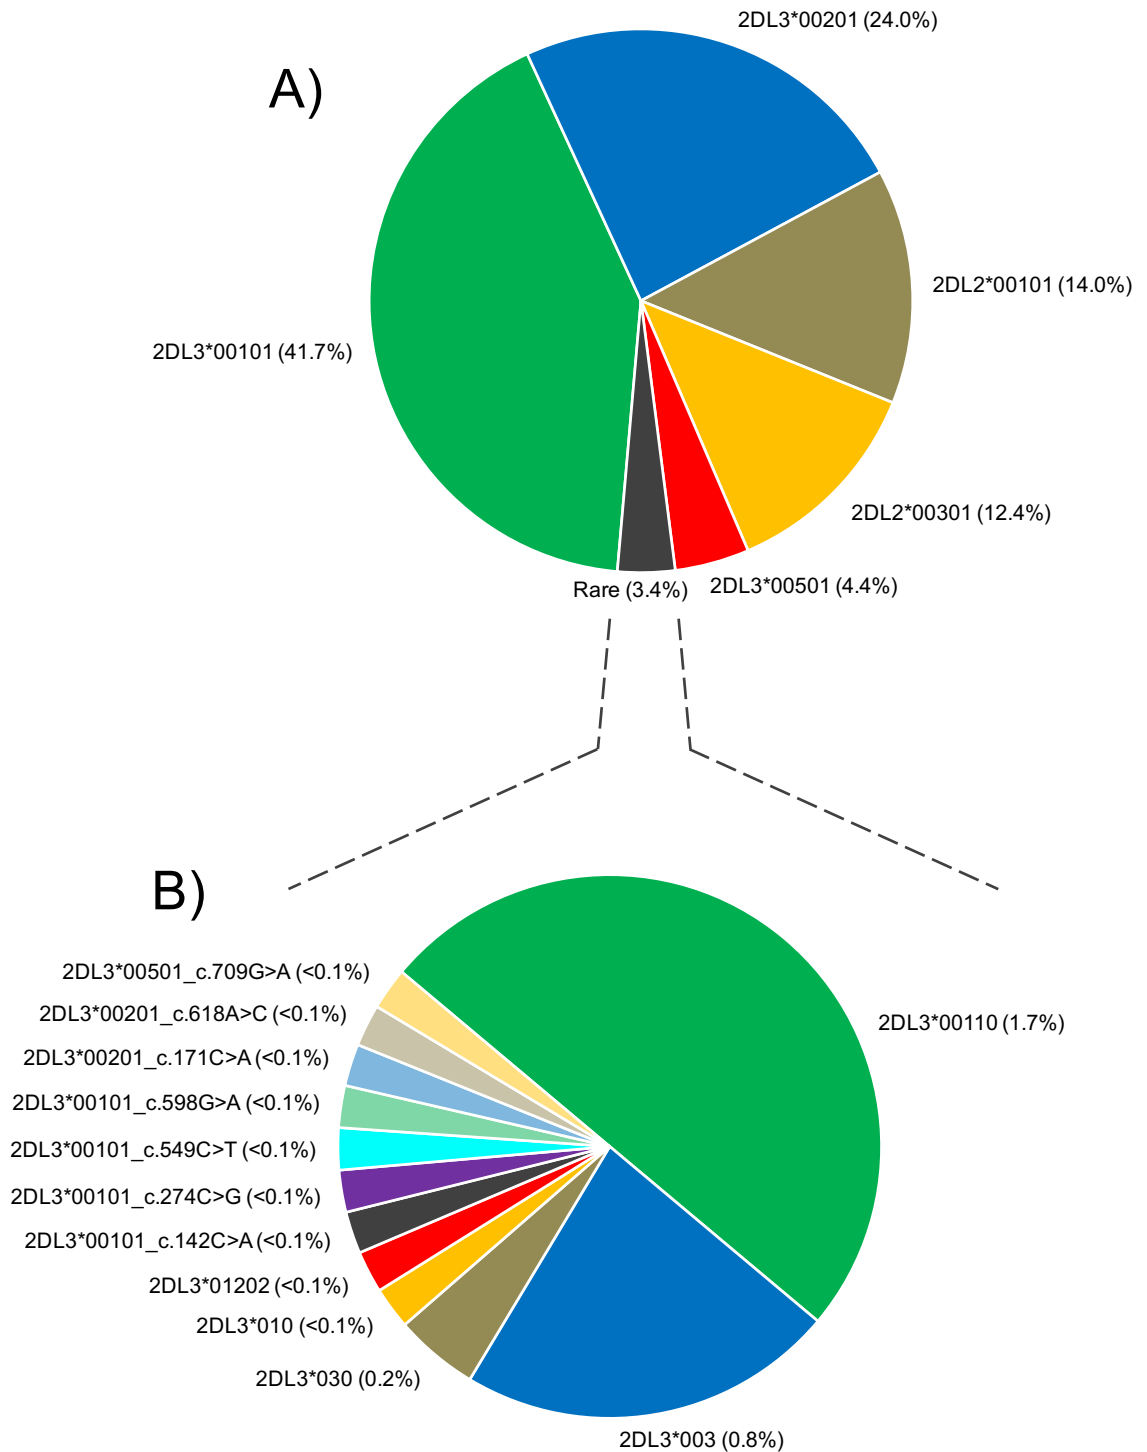 2DL3*00201 (24.0%)
A)
2DL2*00101 (14.0%)
2DL3*00101 (41.7%)
2DL2*00301 (12.4%)
Rare (3.4%)
2DL3*00501 (4.4%)
B)
2DL3*00501_c.709G>A (<0.1%)
2DL3*00201_c.618A>C (<0.1%)
2DL3*00110 (1.7%)
2DL3*00201_c.171C>A (<0.1%)
2DL3*00101_c.598G>A (<0.1%)
2DL3*00101_c.549C>T (<0.1%)
2DL3*00101_c.274C>G (<0.1%)
2DL3*00101_c.142C>A (<0.1%)
2DL3*01202 (<0.1%)
2DL3*010 (<0.1%)
2DL3*030 (0.2%)
2DL3*003 (0.8%)